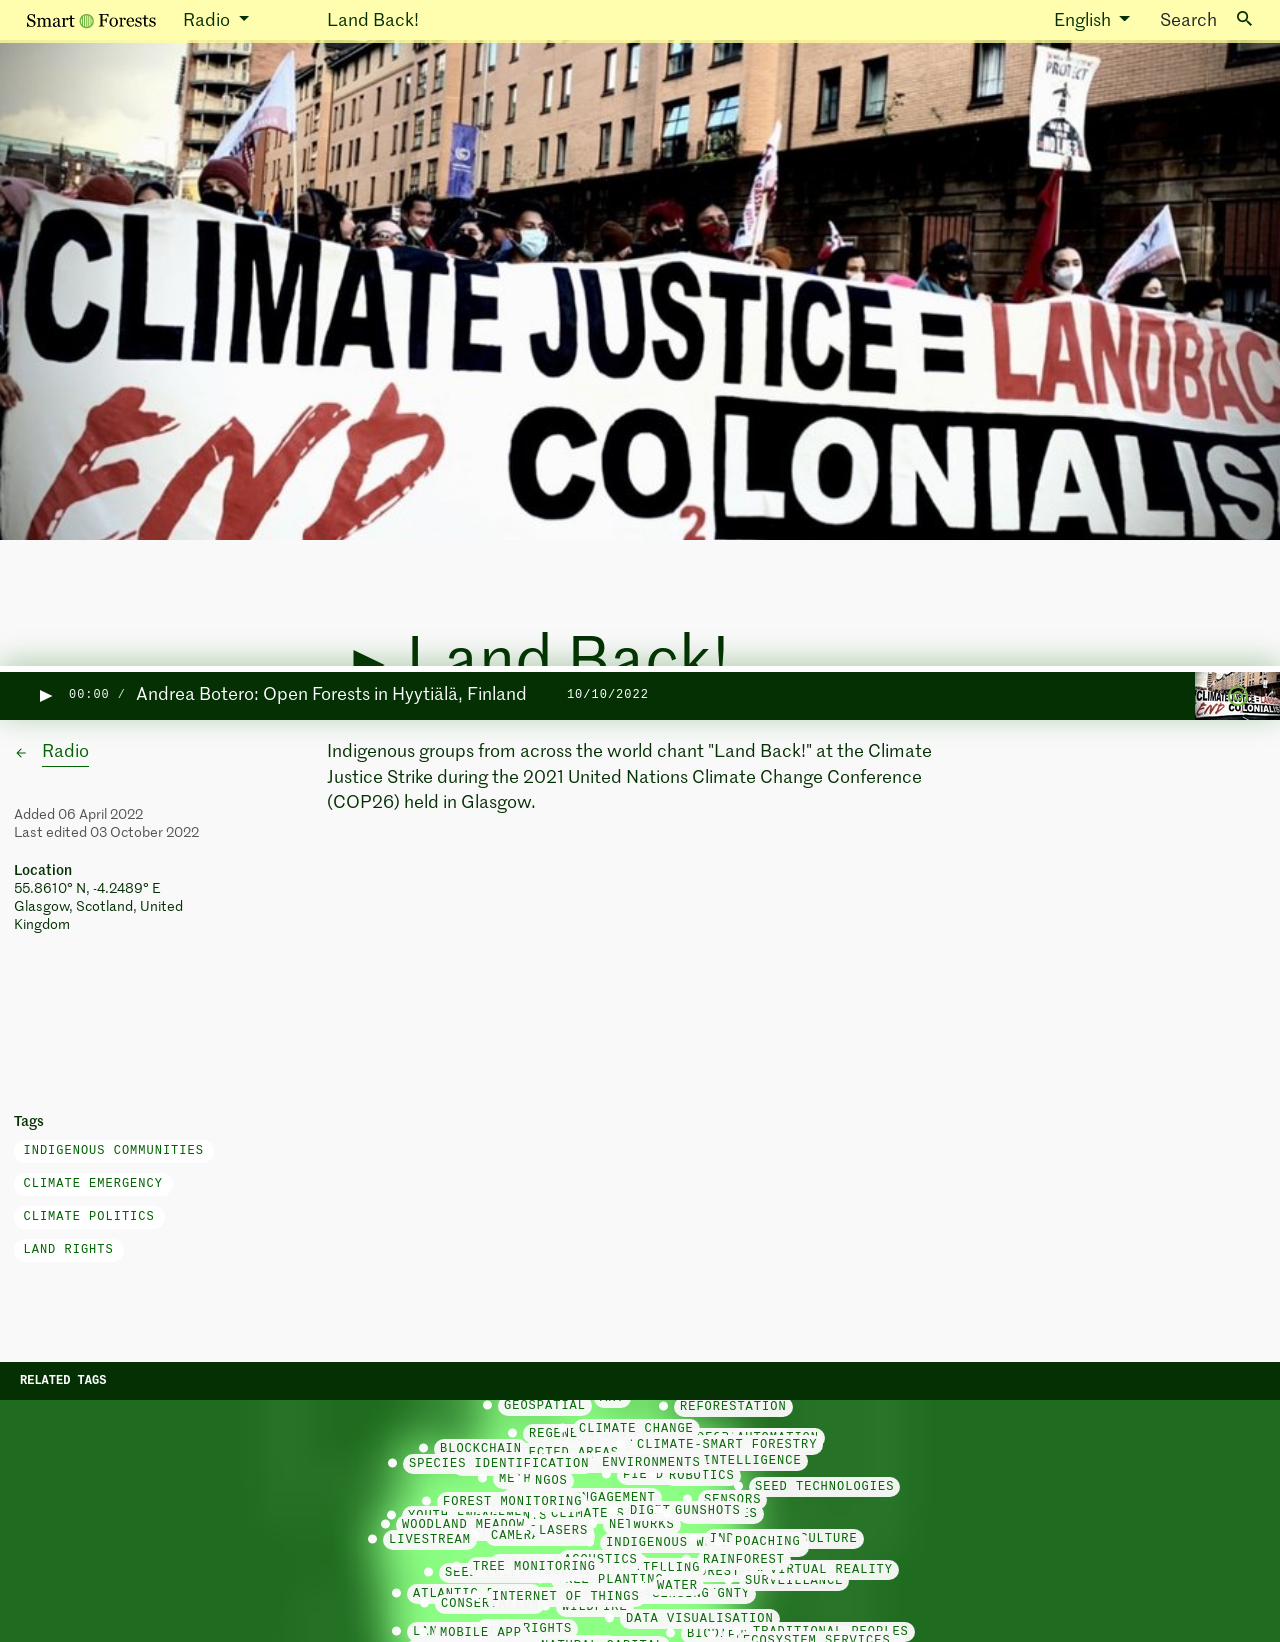 Smart Forests Radio Land Back! English Search
PROTECT
CLIMATE JUSTICE = LANDBAC
END CO2LONIALIS
Land Back!
00:00 / Andrea Botero: Open Forests in Hyytiälä, Finland 10/10/2022
← Radio
Indigenous groups from across the world chant "Land Back!" at the Climate
Justice Strike during the 2021 United Nations Climate Change Conference
(COP26) held in Glasgow.
Added 06 April 2022
Last edited 03 October 2022
Location
55.8610° N, -4.2489° E
Glasgow, Scotland, United
Kingdom
Tags
INDIGENOUS COMMUNITIES
CLIMATE EMERGENCY
CLIMATE POLITICS
LAND RIGHTS
RELATED TAGS
GEOSPATIAL
REFORESTATION
CLIMATE CHANGE
AUTOMATION
BLOCKCHAIN
CLIMATE-SMART FORESTRY
SPECIES IDENTIFICATION ENVIRONMENTS INTELLIGENCE
NGOS ROBOTICS
SEED TECHNOLOGIES
FOREST MONITORING SENSORS
GUNSHOTS
WOODLAND MEADOW NETWORKS
LIVESTREAM LASERS
INDIGENOUS POACHING
RAINFOREST
TREE MONITORING VIRTUAL REALITY
WATER SURVEILLANCE
INTERNET OF THINGS
DATA VISUALISATION
MOBILE APP RIGHTS TRADITIONAL PEOPLES
ECOSYSTEM SERVICES